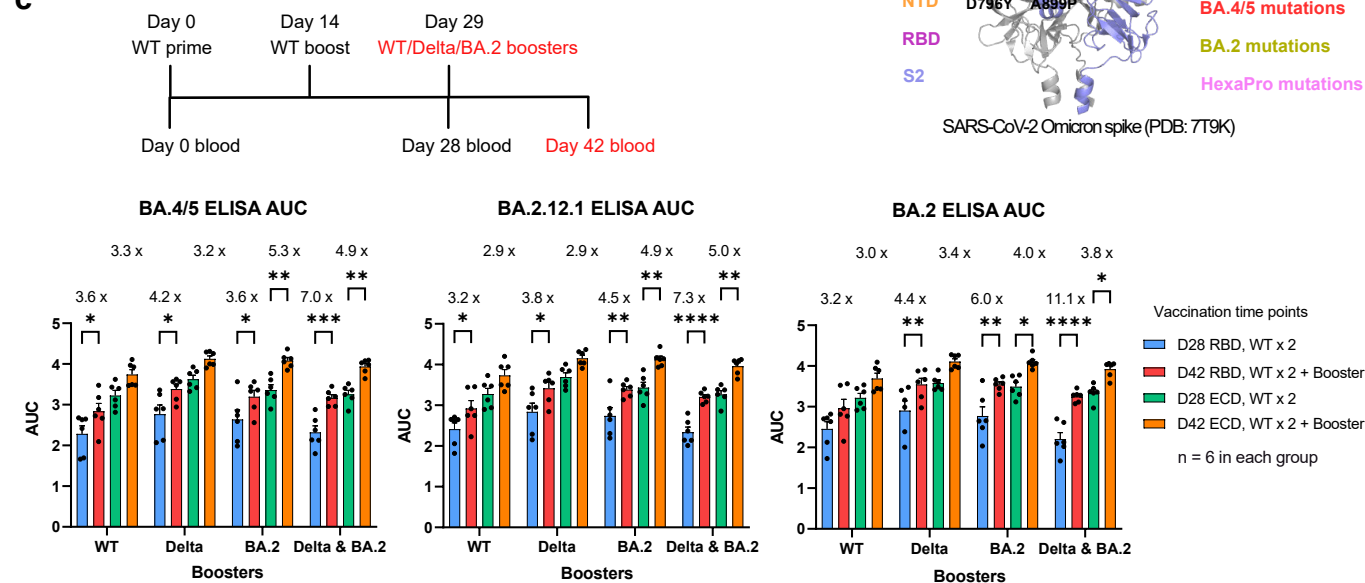 C
Day 0
WT prime
Day 14
WT boost
Day 29
WT/Delta/BA.2 boosters
Day 0 blood
Day 28 blood
Day 42 blood
NTD
RBD
S2
D796Y A899P
BA.4/5 mutations
BA.2 mutations
HexaPro mutations
SARS-CoV-2 Omicron spike (PDB: 7T9K)
BA.4/5 ELISA AUC
3.3 x 3.2 x 5.3 x 4.9 x
** **
3.6 x 4.2 x 3.6 x 7.0 x
* * * ***
AUC
5
4
3
2
1
0
WT Delta BA.2 Delta & BA.2
Boosters
BA.2.12.1 ELISA AUC
2.9 x 2.9 x 4.9 x 5.0 x
** **
3.2 x 3.8 x 4.5 x 7.3 x
* * ** ****
AUC
5
4
3
2
1
0
WT Delta BA.2 Delta & BA.2
Boosters
BA.2 ELISA AUC
3.0 x 3.4 x 4.0 x 3.8 x
*
3.2 x 4.4 x 6.0 x 11.1 x
** ** * ****
AUC
5
4
3
2
1
0
WT Delta BA.2 Delta & BA.2
Boosters
Vaccination time points
D28 RBD, WT x 2
D42 RBD, WT x 2 + Booster
D28 ECD, WT x 2
D42 ECD, WT x 2 + Booster
n = 6 in each group